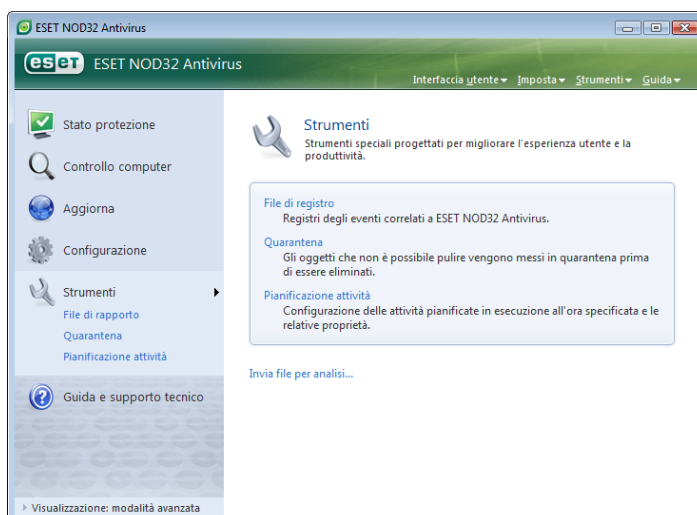 ESET NOD32 Antivirus
eset ESET NOD32 Antivirus
Interfaccia utente Imposta Strumenti Guida
Stato protezione
Controllo computer
Aggiorna
Configurazione
Strumenti
File di rapporto
Quarantena
Pianificazione attività
Guida e supporto tecnico
Visualizzazione: modalità avanzata
Strumenti
Strumenti speciali progettati per migliorare l'esperienza utente e la
produttività.
File di registro
Registri degli eventi correlati a ESET NOD32 Antivirus.
Quarantena
Gli oggetti che non è possibile pulire vengono messi in quarantena prima
di essere eliminati.
Pianificazione attività
Configurazione delle attività pianificate in esecuzione all'ora specificata e le
relative proprietà.
Invia file per analisi...